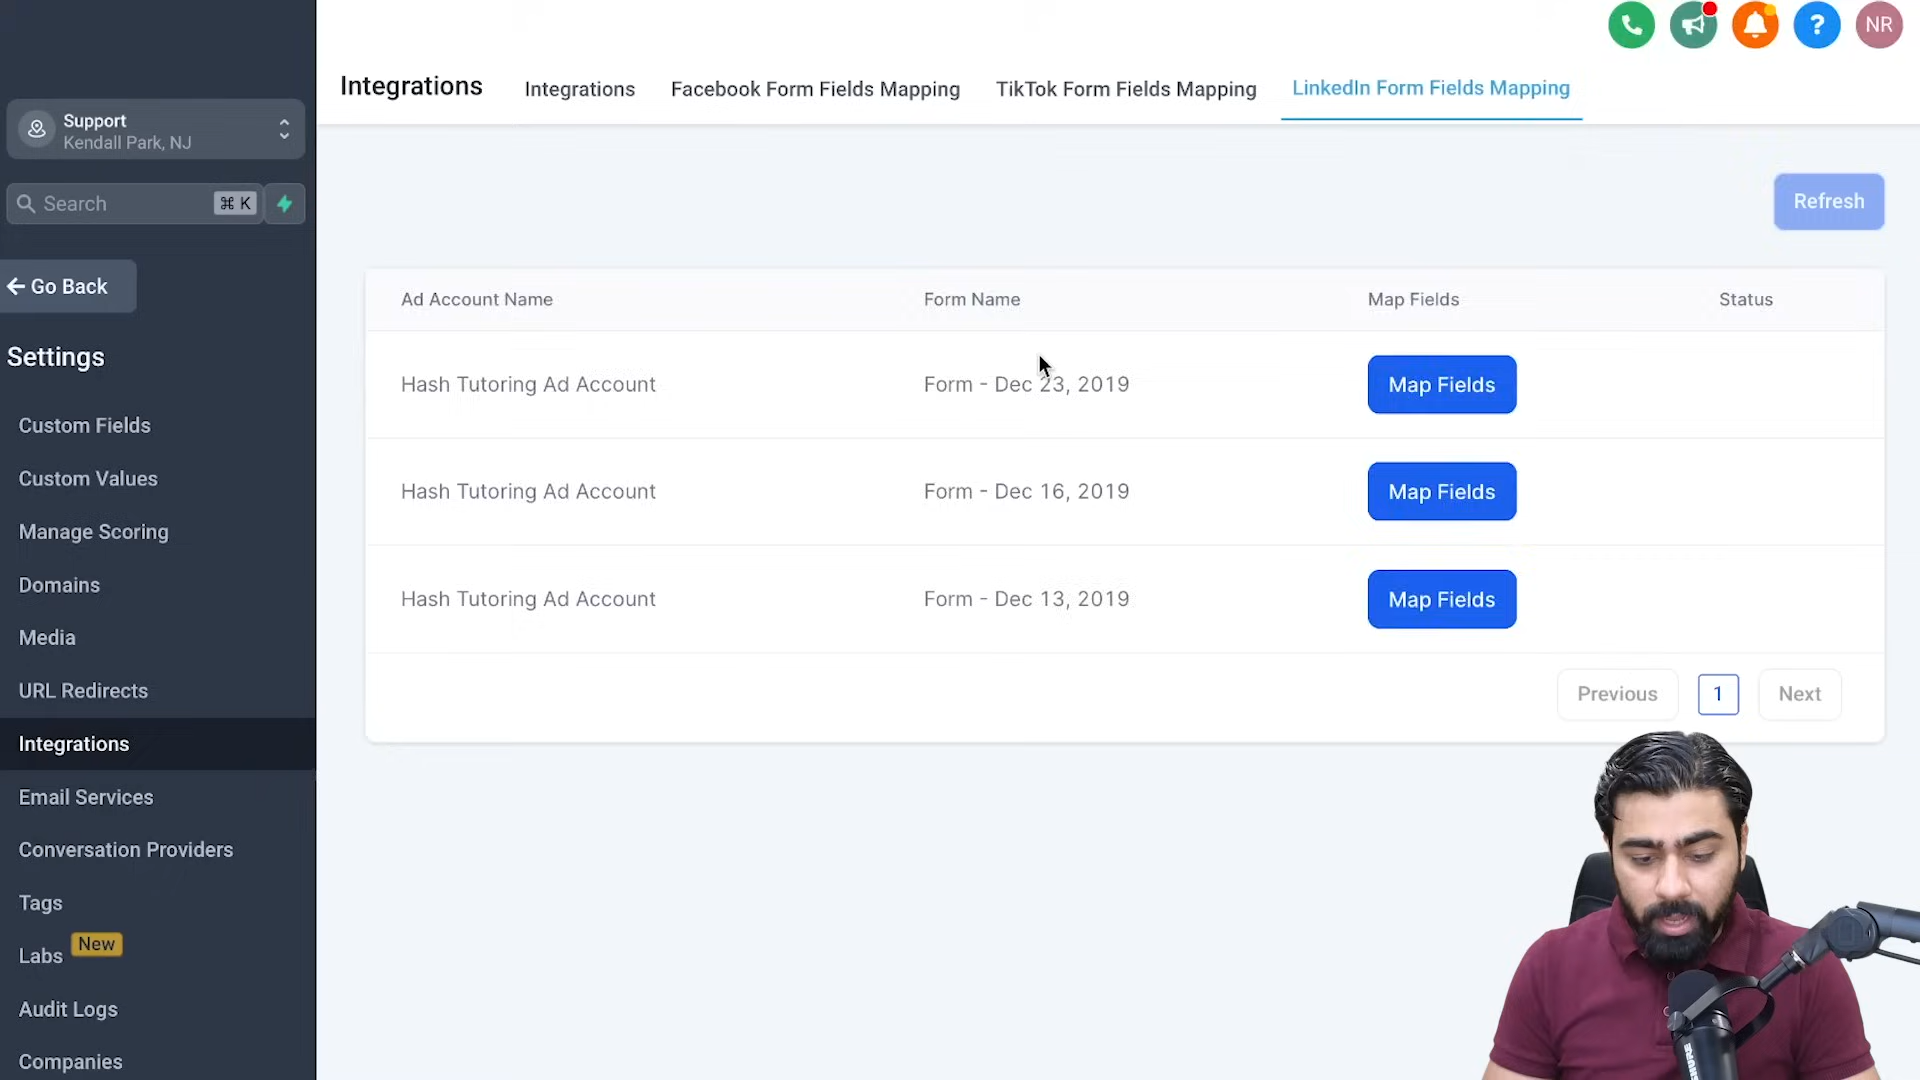 NR
Integrations
Integrations
Facebook Form Fields Mapping
TikTok Form Fields Mapping
LinkedIn Form Fields Mapping
Support
Kendall Park, NJ
Search
⌘ K
Refresh
Go Back
Settings
Custom Fields
Custom Values
Manage Scoring
Domains
Media
URL Redirects
Integrations
Email Services
Conversation Providers
Tags
Labs New
Audit Logs
Companies
Ad Account Name Form Name Map Fields Status
Hash Tutoring Ad Account Form - Dec 23, 2019 Map Fields
Hash Tutoring Ad Account Form - Dec 16, 2019 Map Fields
Hash Tutoring Ad Account Form - Dec 13, 2019 Map Fields
Previous 1 Next
SHURE